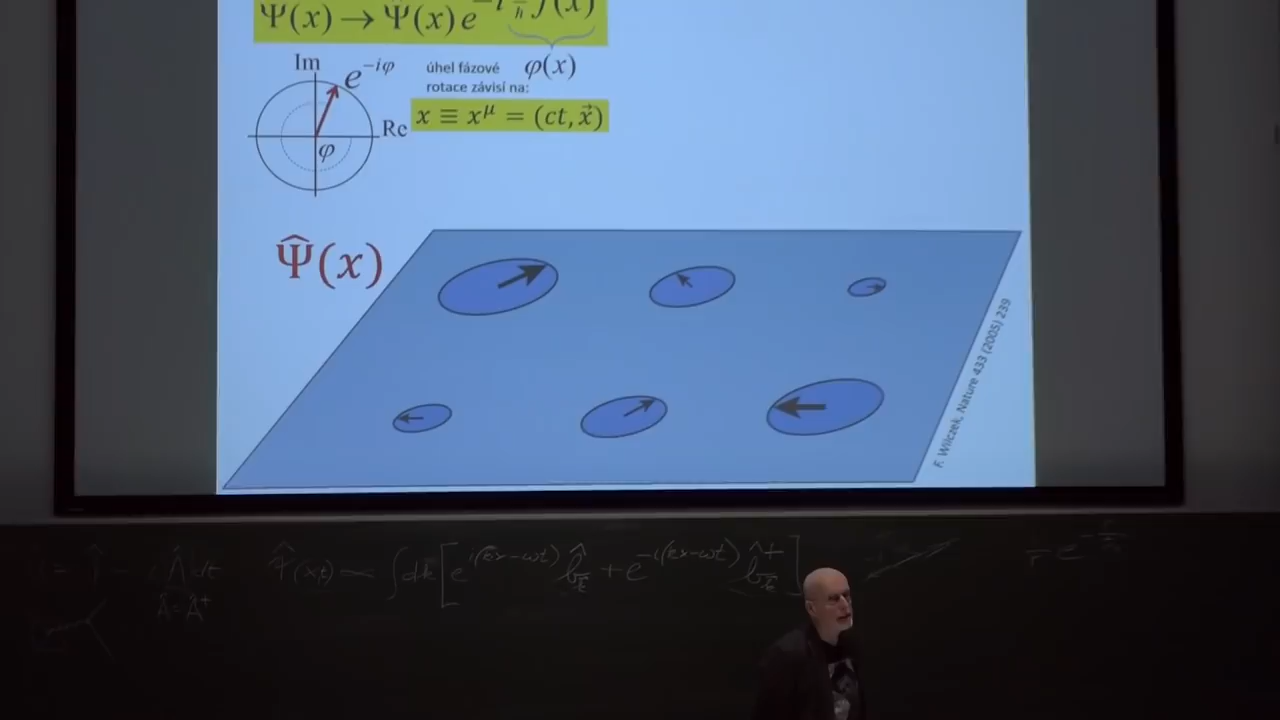 Ψ(x) → Ψ̂(x) e
Im
e^{-iφ}
úhel fázové
rotace závisí na:
φ(x)
Re
x ≡ x^μ = (ct, x⃗)
φ
Ψ̂(x)
F. Wilczek, Nature 433 (2005) 239
Ψ̂(x,t) ∝ ∫dk [ e^{i(kx-ωt)} b̂_k + e^{-i(kx-ωt)} b̂_k^+ ]
Â = Â^+